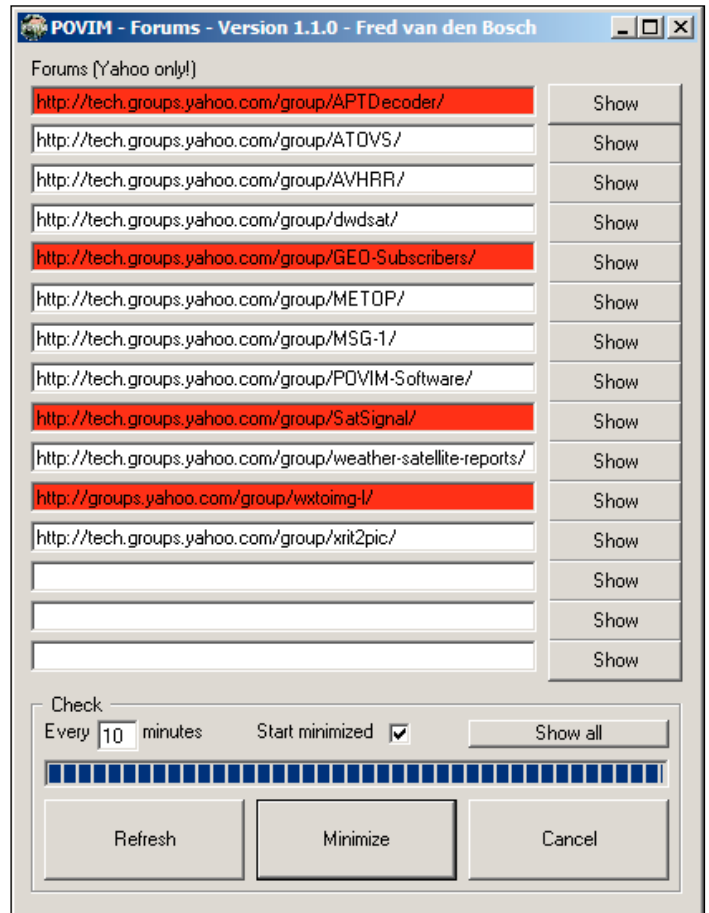 POVIM - Forums - Version 1.1.0 - Fred van den Bosch
Forums (Yahoo only!)
http://tech.groups.yahoo.com/group/APTDecoder/ Show
http://tech.groups.yahoo.com/group/ATOVS/ Show
http://tech.groups.yahoo.com/group/AVHRR/ Show
http://tech.groups.yahoo.com/group/dwdsat/ Show
http://tech.groups.yahoo.com/group/GEO-Subscribers/ Show
http://tech.groups.yahoo.com/group/METOP/ Show
http://tech.groups.yahoo.com/group/MSG-1/ Show
http://tech.groups.yahoo.com/group/POVIM-Software/ Show
http://tech.groups.yahoo.com/group/SatSignal/ Show
http://tech.groups.yahoo.com/group/weather-satellite-reports/ Show
http://groups.yahoo.com/group/wxtoimg-l/ Show
http://tech.groups.yahoo.com/group/xrit2pic/ Show
Show
Show
Show
Check
Every 10 minutes Start minimized Show all
Refresh Minimize Cancel